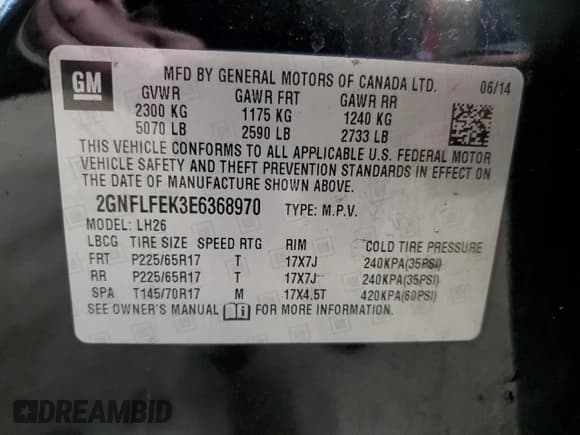 GM
MFD BY GENERAL MOTORS OF CANADA LTD. 06/14
GVWR GAWR FRT GAWR RR
2300 KG 1175 KG 1240 KG
5070 LB 2590 LB 2733 LB
THIS VEHICLE CONFORMS TO ALL APPLICABLE U.S. FEDERAL MOTOR
VEHICLE SAFETY AND THEFT PREVENTION STANDARDS IN EFFECT ON
THE DATE OF MANUFACTURE SHOWN ABOVE.
2GNFLFEK3E6368970 TYPE: M.P.V.
MODEL: LH26
LBCG TIRE SIZE SPEED RTG RIM COLD TIRE PRESSURE
FRT P225/65R17 T 17X7J 240KPA(35PSI)
RR P225/65R17 T 17X7J 240KPA(35PSI)
SPA T145/70R17 M 17X4.5T 420KPA(60PSI)
SEE OWNER'S MANUAL i FOR MORE INFORMATION.
DREAMBID